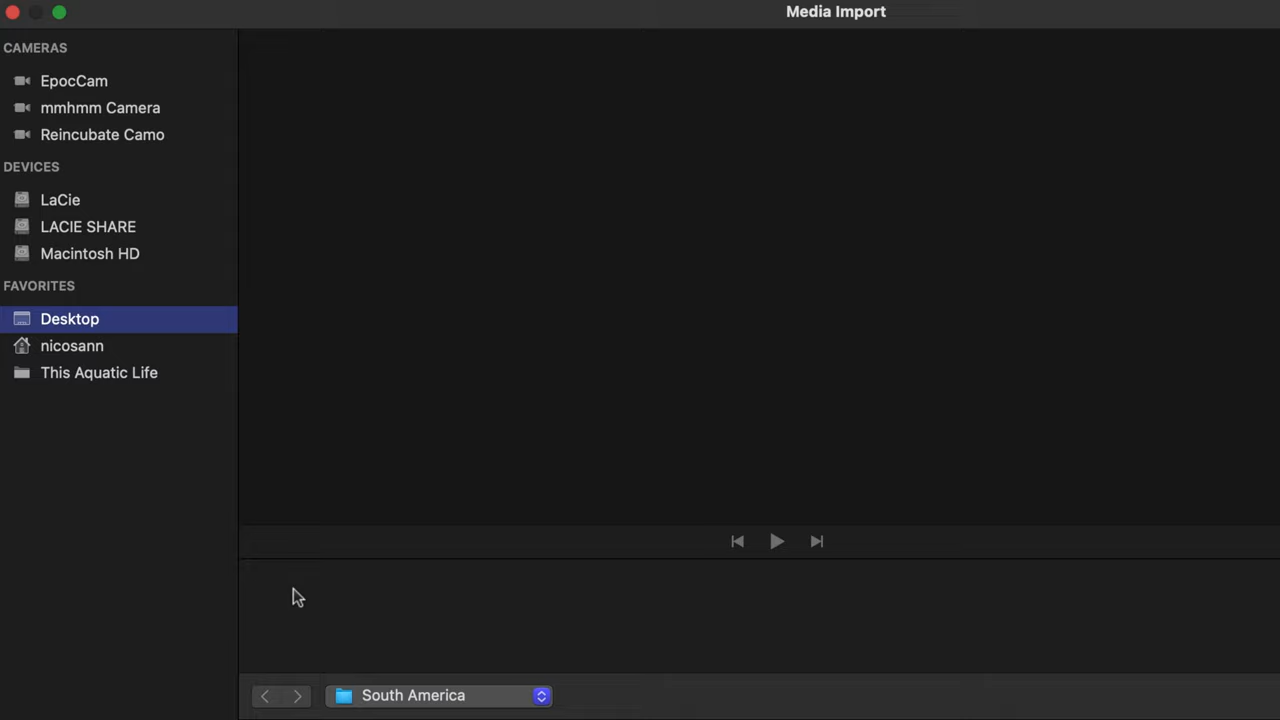 Media Import
CAMERAS
EpocCam
mmhmm Camera
Reincubate Camo
DEVICES
LaCie
LACIE SHARE
Macintosh HD
FAVORITES
Desktop
nicosann
This Aquatic Life
South America